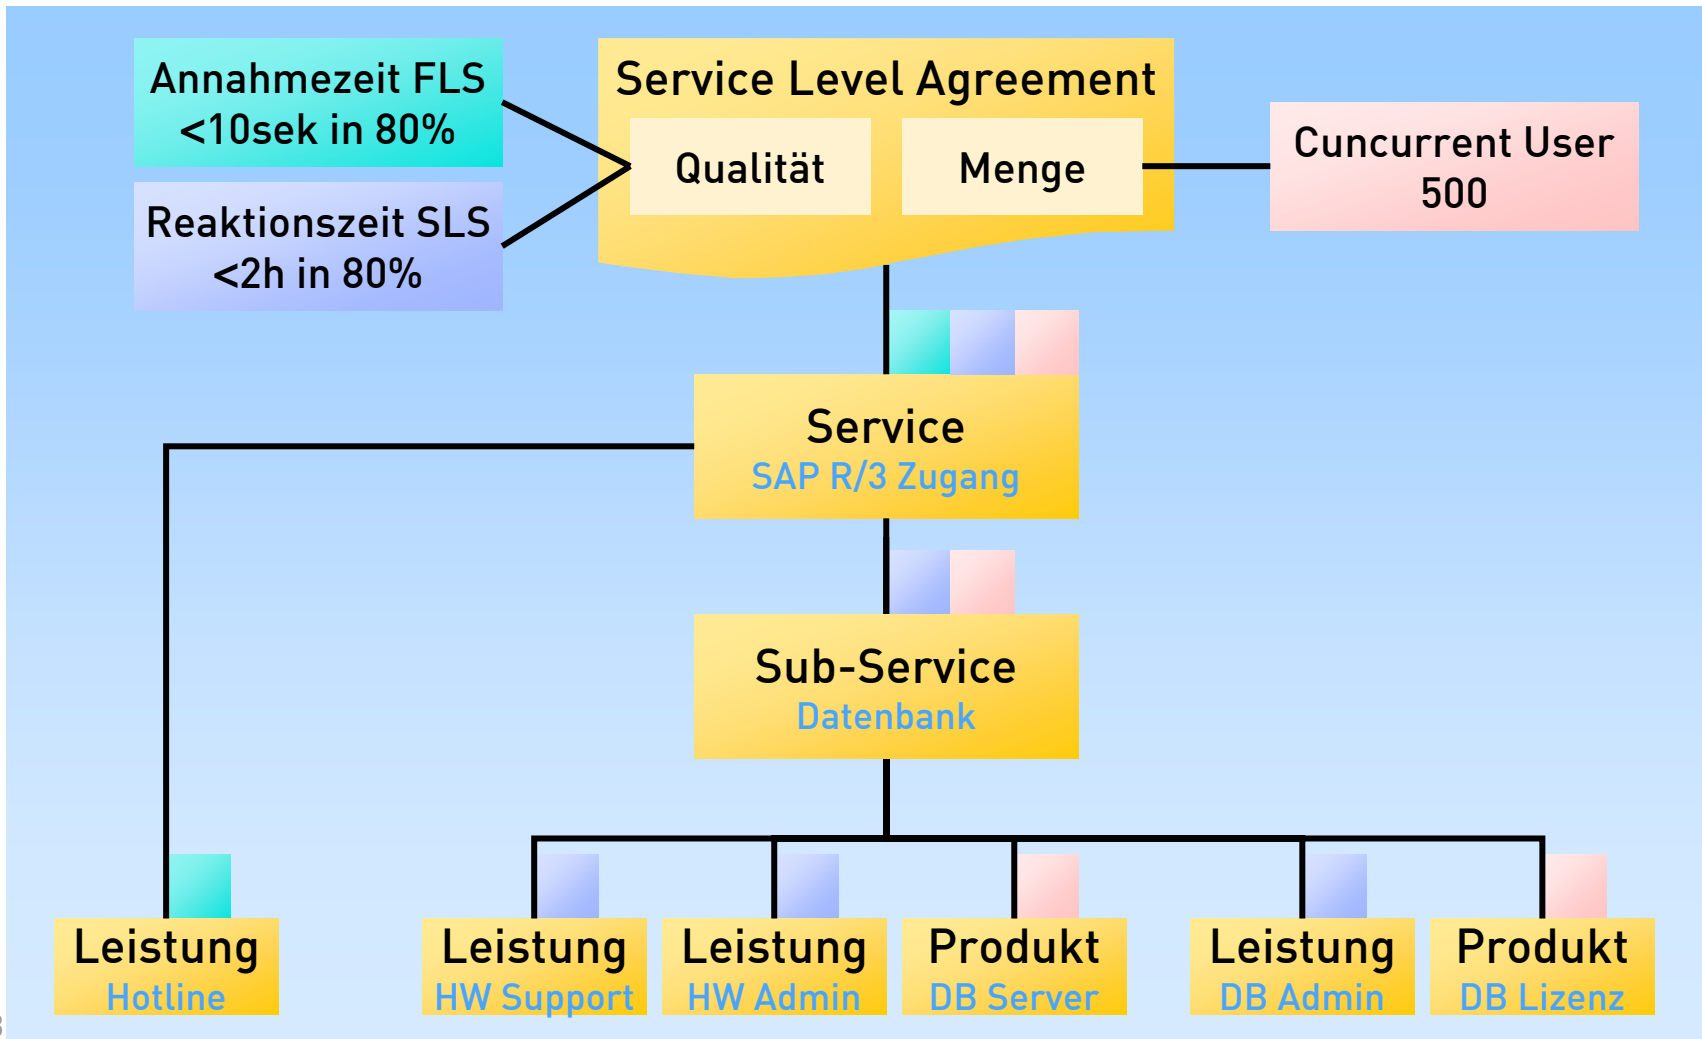 Annahmezeit FLS
<10sek in 80%
Service Level Agreement
Qualität
Menge
Cuncurrent User
500
Reaktionszeit SLS
<2h in 80%
Service
SAP R/3 Zugang
Sub-Service
Datenbank
Leistung
Hotline
Leistung
HW Support
Leistung
HW Admin
Produkt
DB Server
Leistung
DB Admin
Produkt
DB Lizenz